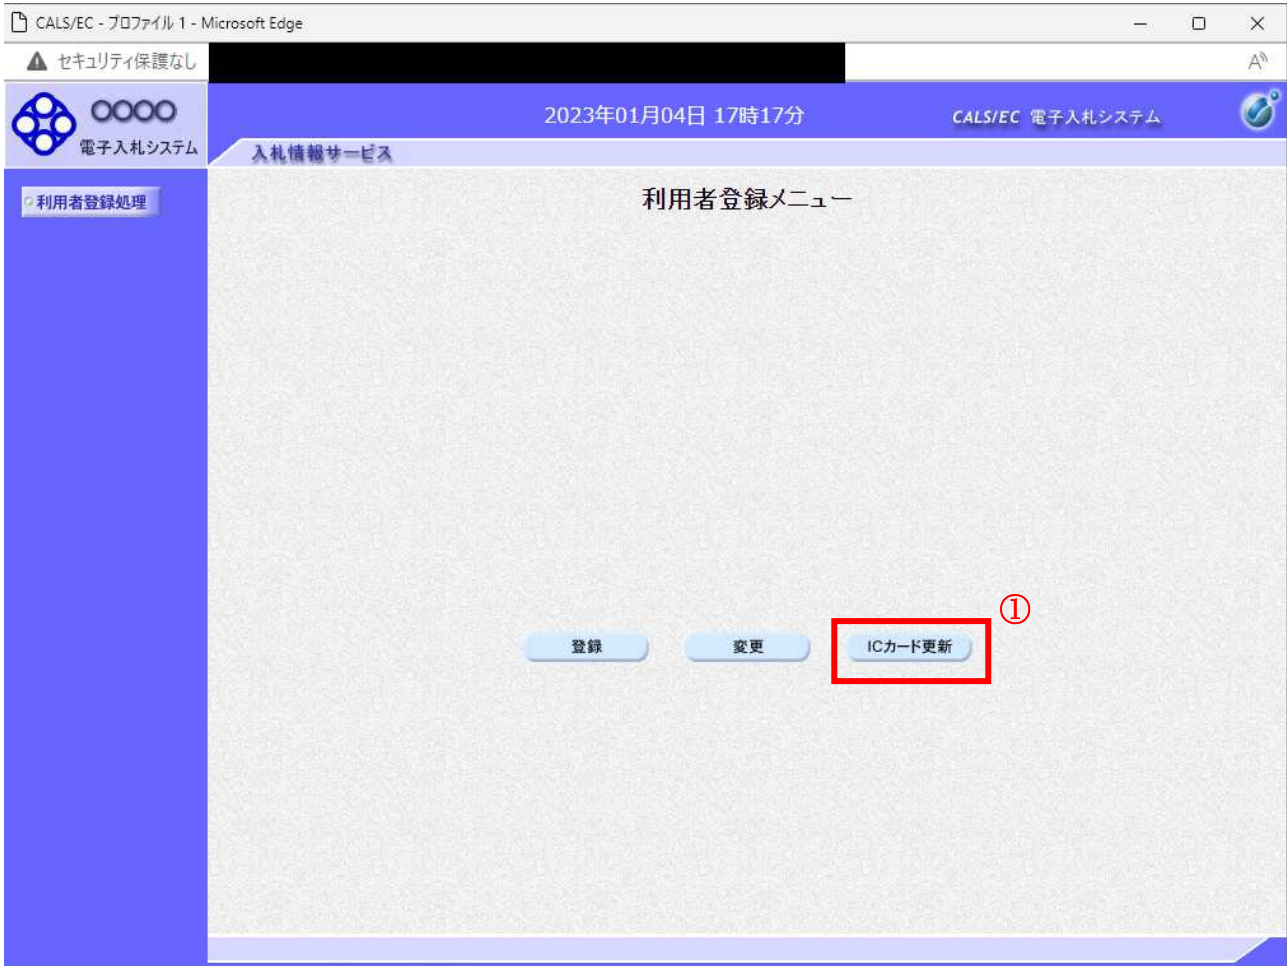 CALS/EC - プロファイル 1 - Microsoft Edge
セキュリティ保護なし
A
OOOO
電子入札システム
2023年01月04日 17時17分
CALS/EC 電子入札システム
入札情報サービス
利用者登録処理
利用者登録メニュー
①
登録
変更
ICカード更新